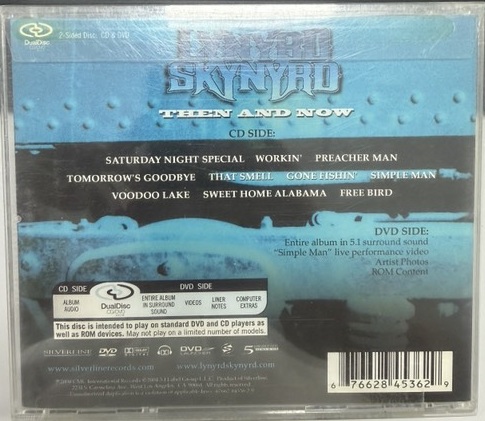 DualDisc
2-Sided Disc: CD & DVD
LYNYRD
SKYNYRD
THEN AND NOW
CD SIDE:
SATURDAY NIGHT SPECIAL WORKIN' PREACHER MAN
TOMORROW'S GOODBYE THAT SMELL GONE FISHIN' SIMPLE MAN
VOODOO LAKE SWEET HOME ALABAMA FREE BIRD
DVD SIDE:
Entire album in 5.1 surround sound
"Simple Man" live performance video
Artist Photos
ROM Content
CD SIDE DVD SIDE
ALBUM AUDIO
DualDisc
CD/DVD
ENTIRE ALBUM IN SURROUND SOUND
VIDEOS
LINER NOTES
COMPUTER EXTRAS
This disc is intended to play on standard DVD and CD players as
well as ROM devices. May not play on a limited number of models.
SILVERLINE DVD
www.silverlinerecords.com www.lynyrdskynyrd.com
6 76628 45362 9